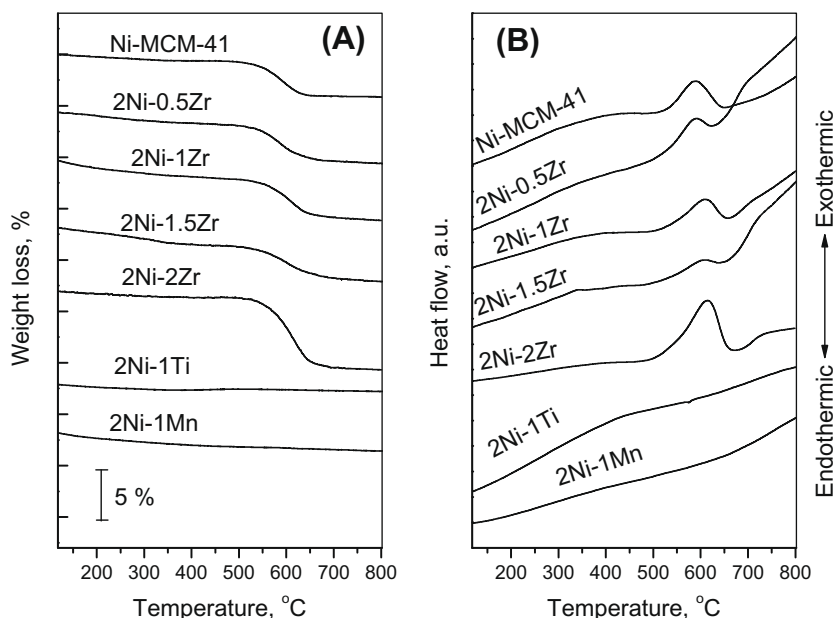 (A)
Ni-MCM-41
2Ni-0.5Zr
2Ni-1Zr
2Ni-1.5Zr
2Ni-2Zr
2Ni-1Ti
2Ni-1Mn
5 %
Weight loss, %
200 300 400 500 600 700 800
Temperature, °C
(B)
Ni-MCM-41
2Ni-0.5Zr
2Ni-1Zr
2Ni-1.5Zr
2Ni-2Zr
2Ni-1Ti
2Ni-1Mn
Heat flow, a.u.
200 300 400 500 600 700 800
Temperature, °C
Exothermic
Endothermic